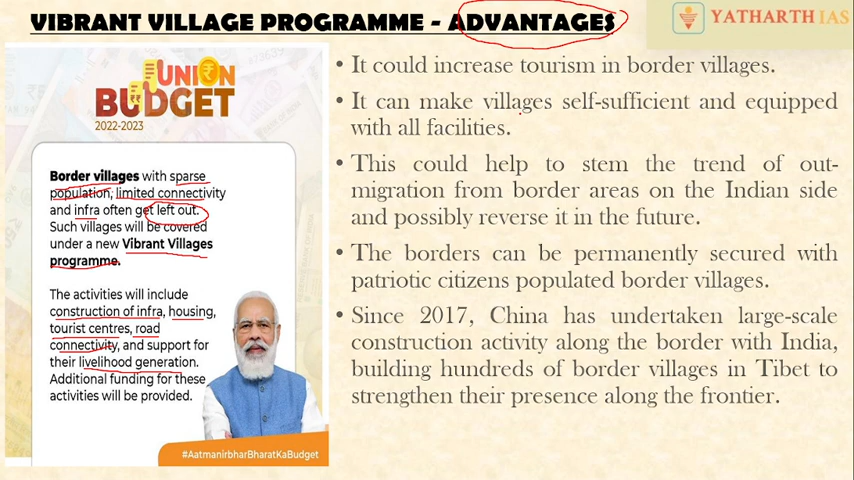 VIBRANT VILLAGE PROGRAMME - ADVANTAGES
YATHARTH IAS
UNION
BUDGET
2022-2023
Border villages with sparse
population, limited connectivity
and infra often get left out.
Such villages will be covered
under a new Vibrant Villages
programme.
The activities will include
construction of infra, housing,
tourist centres, road
connectivity, and support for
their livelihood generation.
Additional funding for these
activities will be provided.
#AatmanirbharBharatKaBudget
• It could increase tourism in border villages.
• It can make villages self-sufficient and equipped
with all facilities.
• This could help to stem the trend of out-
migration from border areas on the Indian side
and possibly reverse it in the future.
• The borders can be permanently secured with
patriotic citizens populated border villages.
• Since 2017, China has undertaken large-scale
construction activity along the border with India,
building hundreds of border villages in Tibet to
strengthen their presence along the frontier.